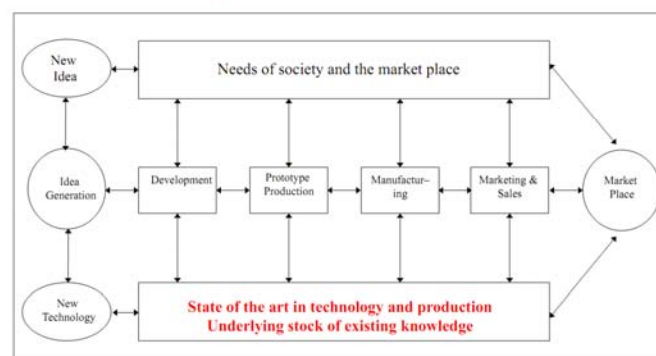 New
Idea
Needs of society and the market place
Idea
Generation
Development
Prototype
Production
Manufactur–
ing
Marketing &
Sales
Market
Place
New
Technology
State of the art in technology and production
Underlying stock of existing knowledge